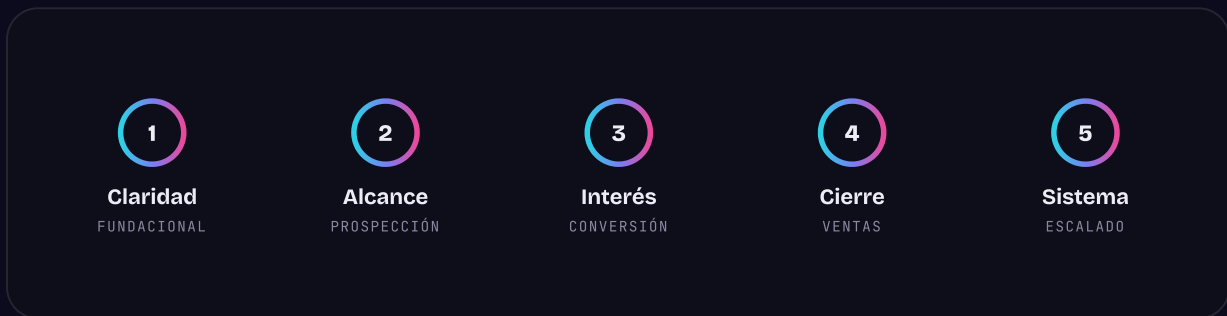 1
2
3
4
5
Claridad
Alcance
Interés
Cierre
Sistema
FUNDACIONAL
PROSPECCIÓN
CONVERSIÓN
VENTAS
ESCALADO